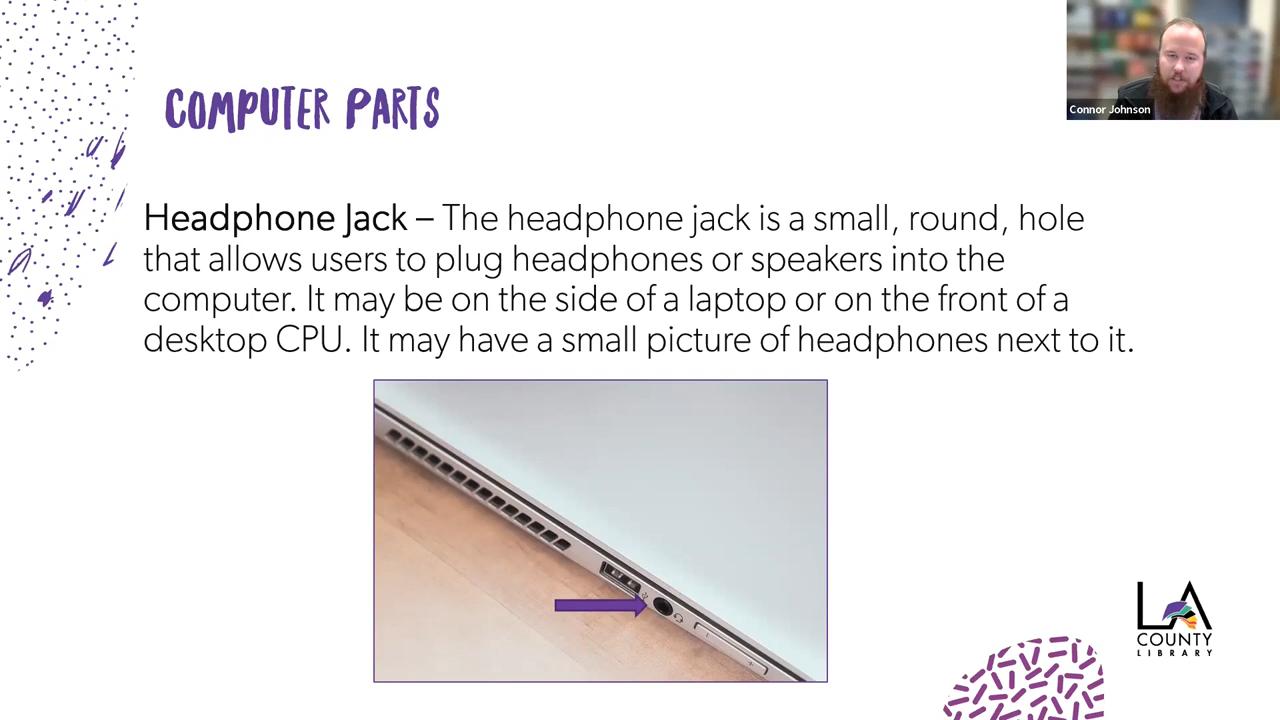 COMPUTER PARTS
Connor Johnson
Headphone Jack – The headphone jack is a small, round, hole
that allows users to plug headphones or speakers into the
computer. It may be on the side of a laptop or on the front of a
desktop CPU. It may have a small picture of headphones next to it.
LA
COUNTY
LIBRARY